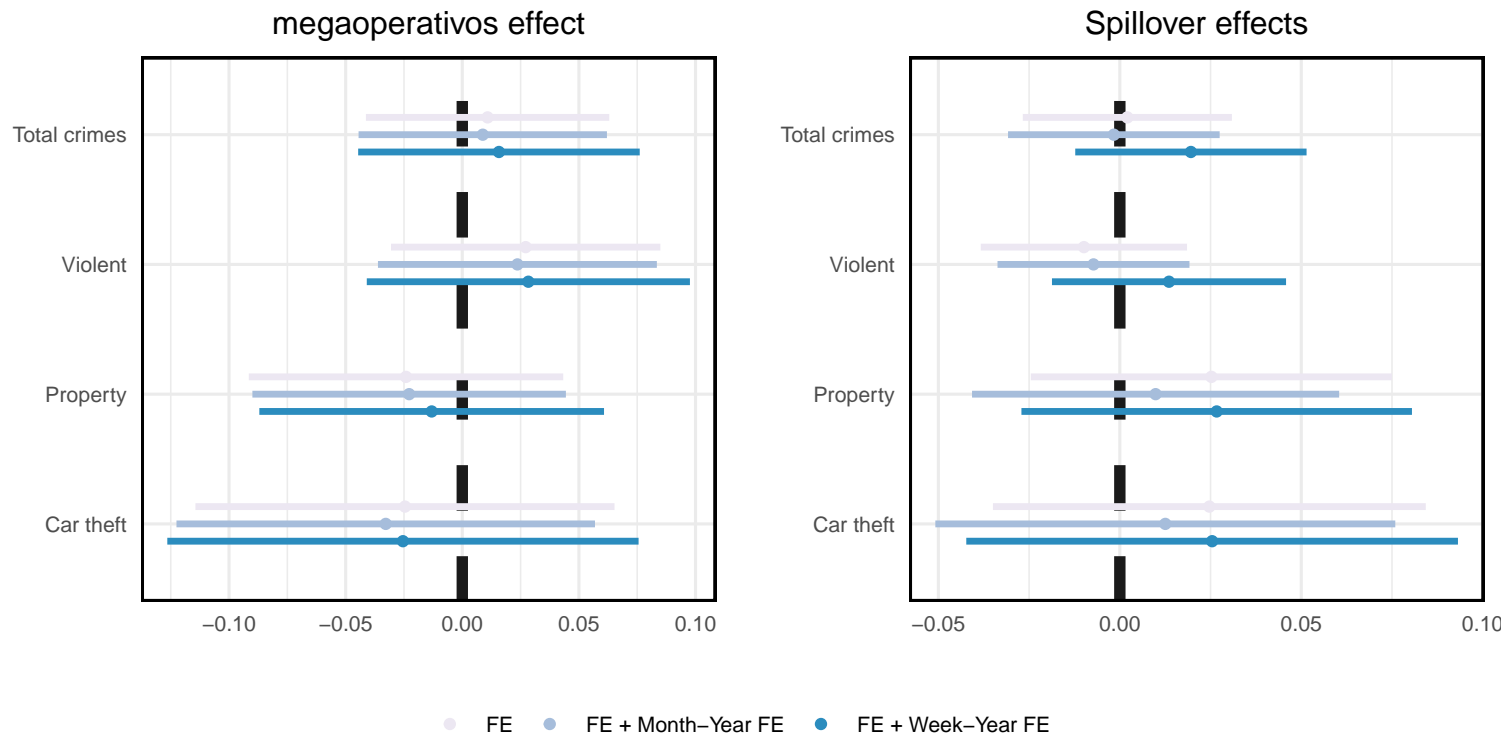 megaoperativos effect
Total crimes
Violent
Property
Car theft
−0.10 −0.05 0.00 0.05 0.10
Spillover effects
Total crimes
Violent
Property
Car theft
−0.05 0.00 0.05 0.10
FE FE + Month−Year FE FE + Week−Year FE